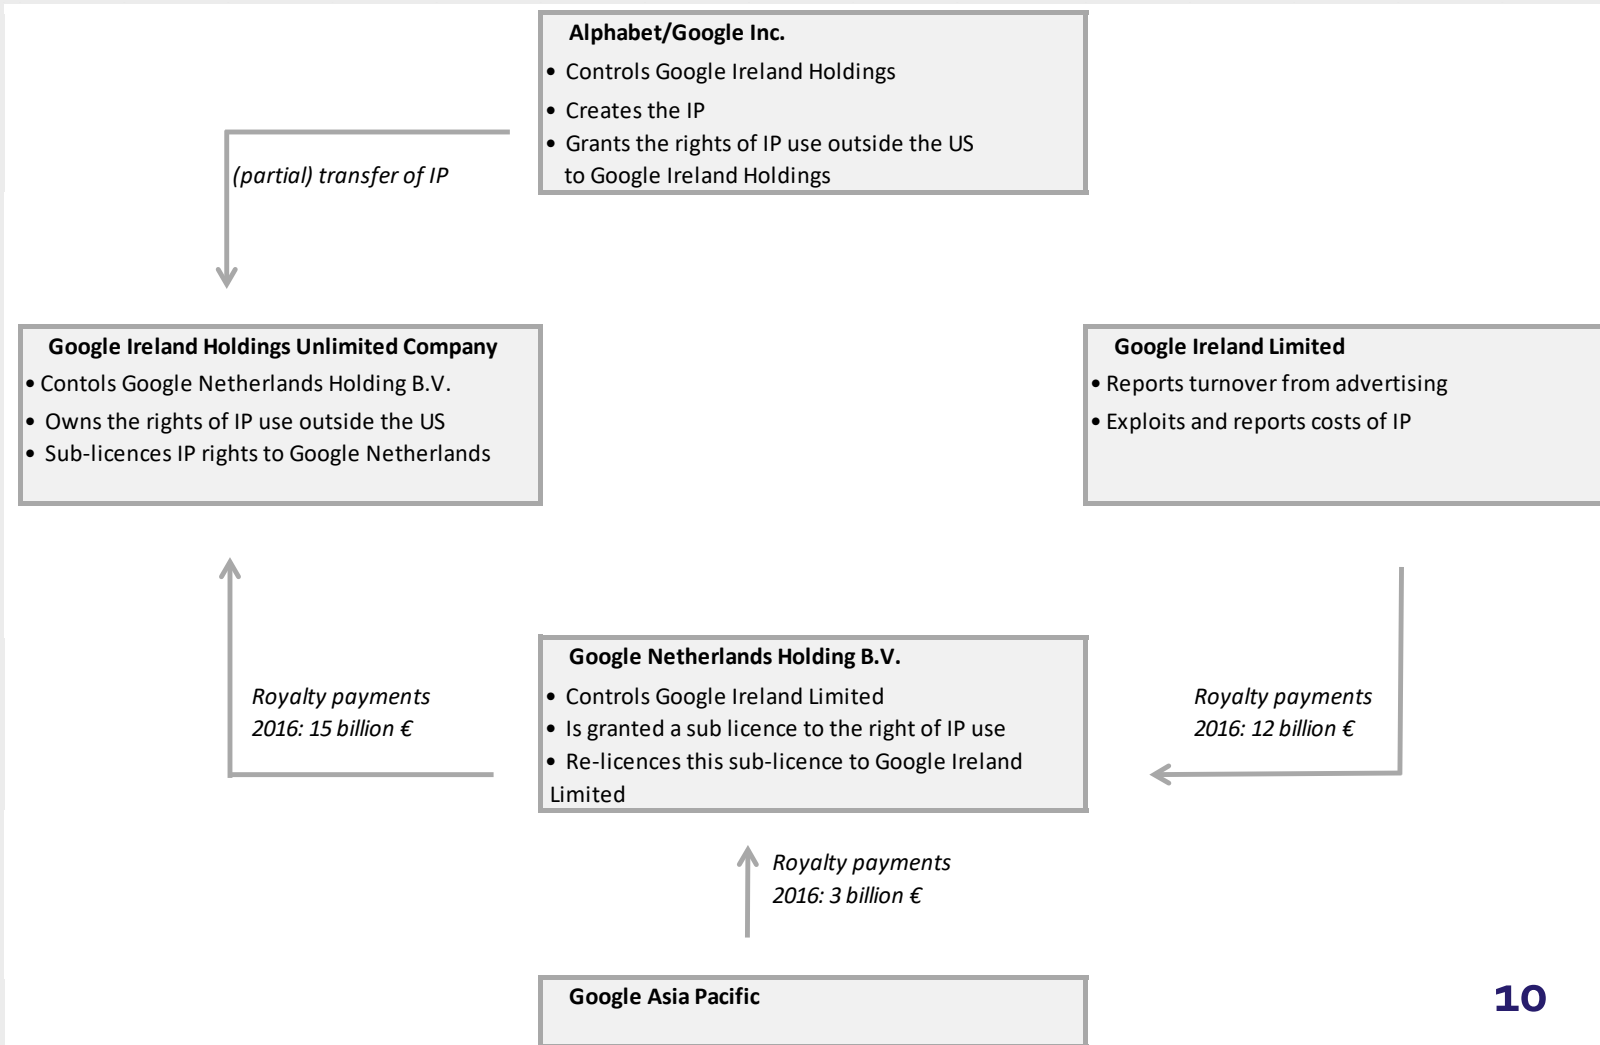 Alphabet/Google Inc.
• Controls Google Ireland Holdings
• Creates the IP
• Grants the rights of IP use outside the US
to Google Ireland Holdings
(partial) transfer of IP
Google Ireland Holdings Unlimited Company
• Contols Google Netherlands Holding B.V.
• Owns the rights of IP use outside the US
• Sub-licences IP rights to Google Netherlands
Google Ireland Limited
• Reports turnover from advertising
• Exploits and reports costs of IP
Royalty payments
2016: 15 billion €
Google Netherlands Holding B.V.
• Controls Google Ireland Limited
• Is granted a sub licence to the right of IP use
• Re-licences this sub-licence to Google Ireland
Limited
Royalty payments
2016: 12 billion €
Royalty payments
2016: 3 billion €
Google Asia Pacific
10